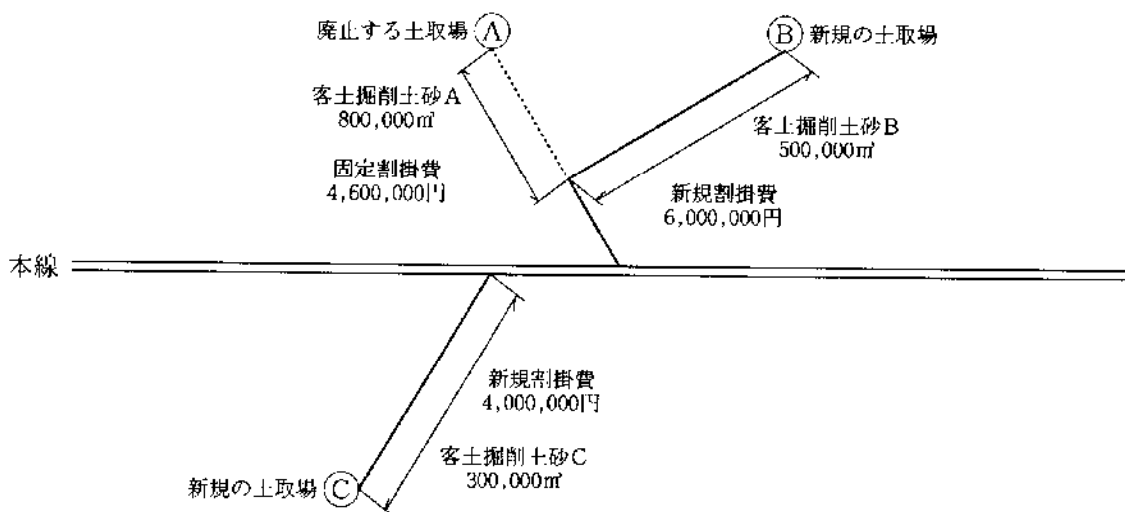 廃止する土取場 Ⓐ
Ⓑ 新規の土取場
客土掘削土砂A
800,000㎥
固定割掛費
4,600,000円
客土掘削土砂B
500,000㎥
新規割掛費
6,000,000円
本線
新規割掛費
4,000,000円
客土掘削土砂C
300,000㎥
新規の土取場 Ⓒ